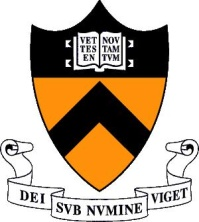 VET NOV
TES TAM
EN TVM
DEI SVB NVMINE VIGET